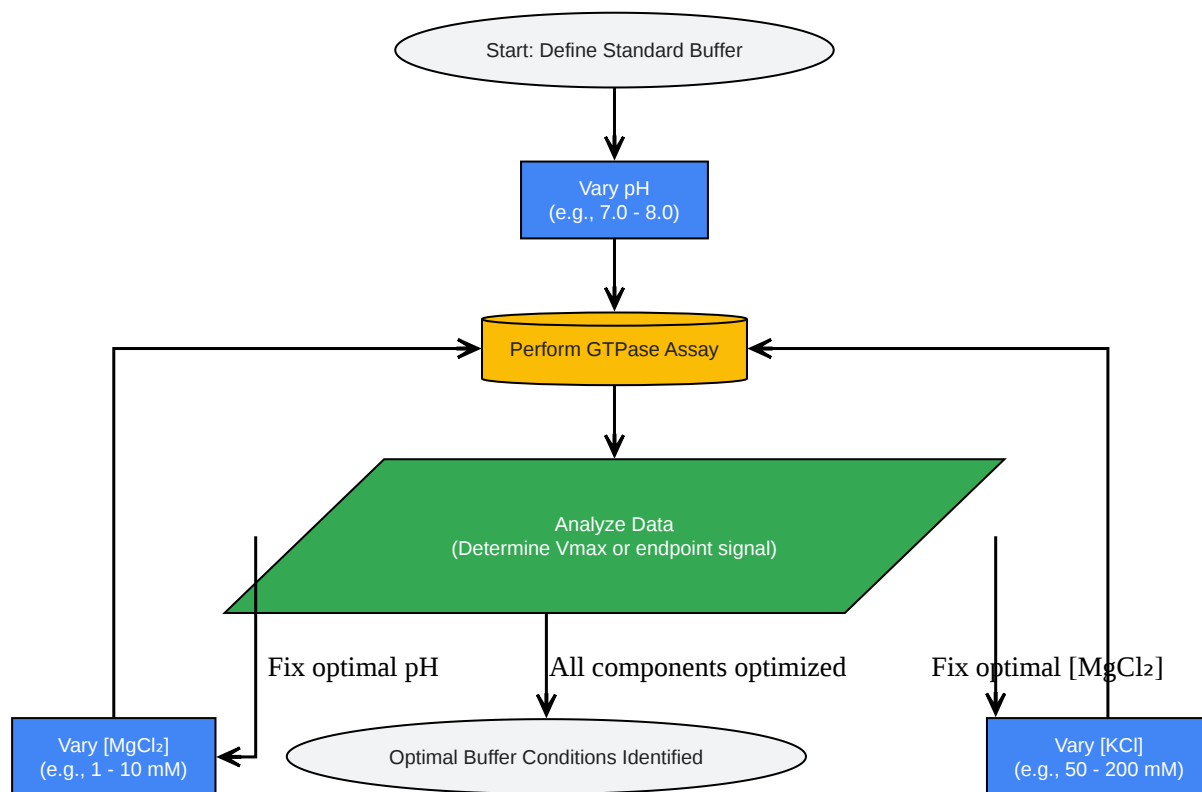 Start: Define Standard Buffer
Vary pH
(e.g., 7.0 - 8.0)
Perform GTPase Assay
Analyze Data
(Determine Vmax or endpoint signal)
Fix optimal pH
All components optimized
Fix optimal [MgCl₂]
Vary [MgCl₂]
(e.g., 1 - 10 mM)
Optimal Buffer Conditions Identified
Vary [KCl]
(e.g., 50 - 200 mM)